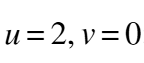 u = 2, v = 0